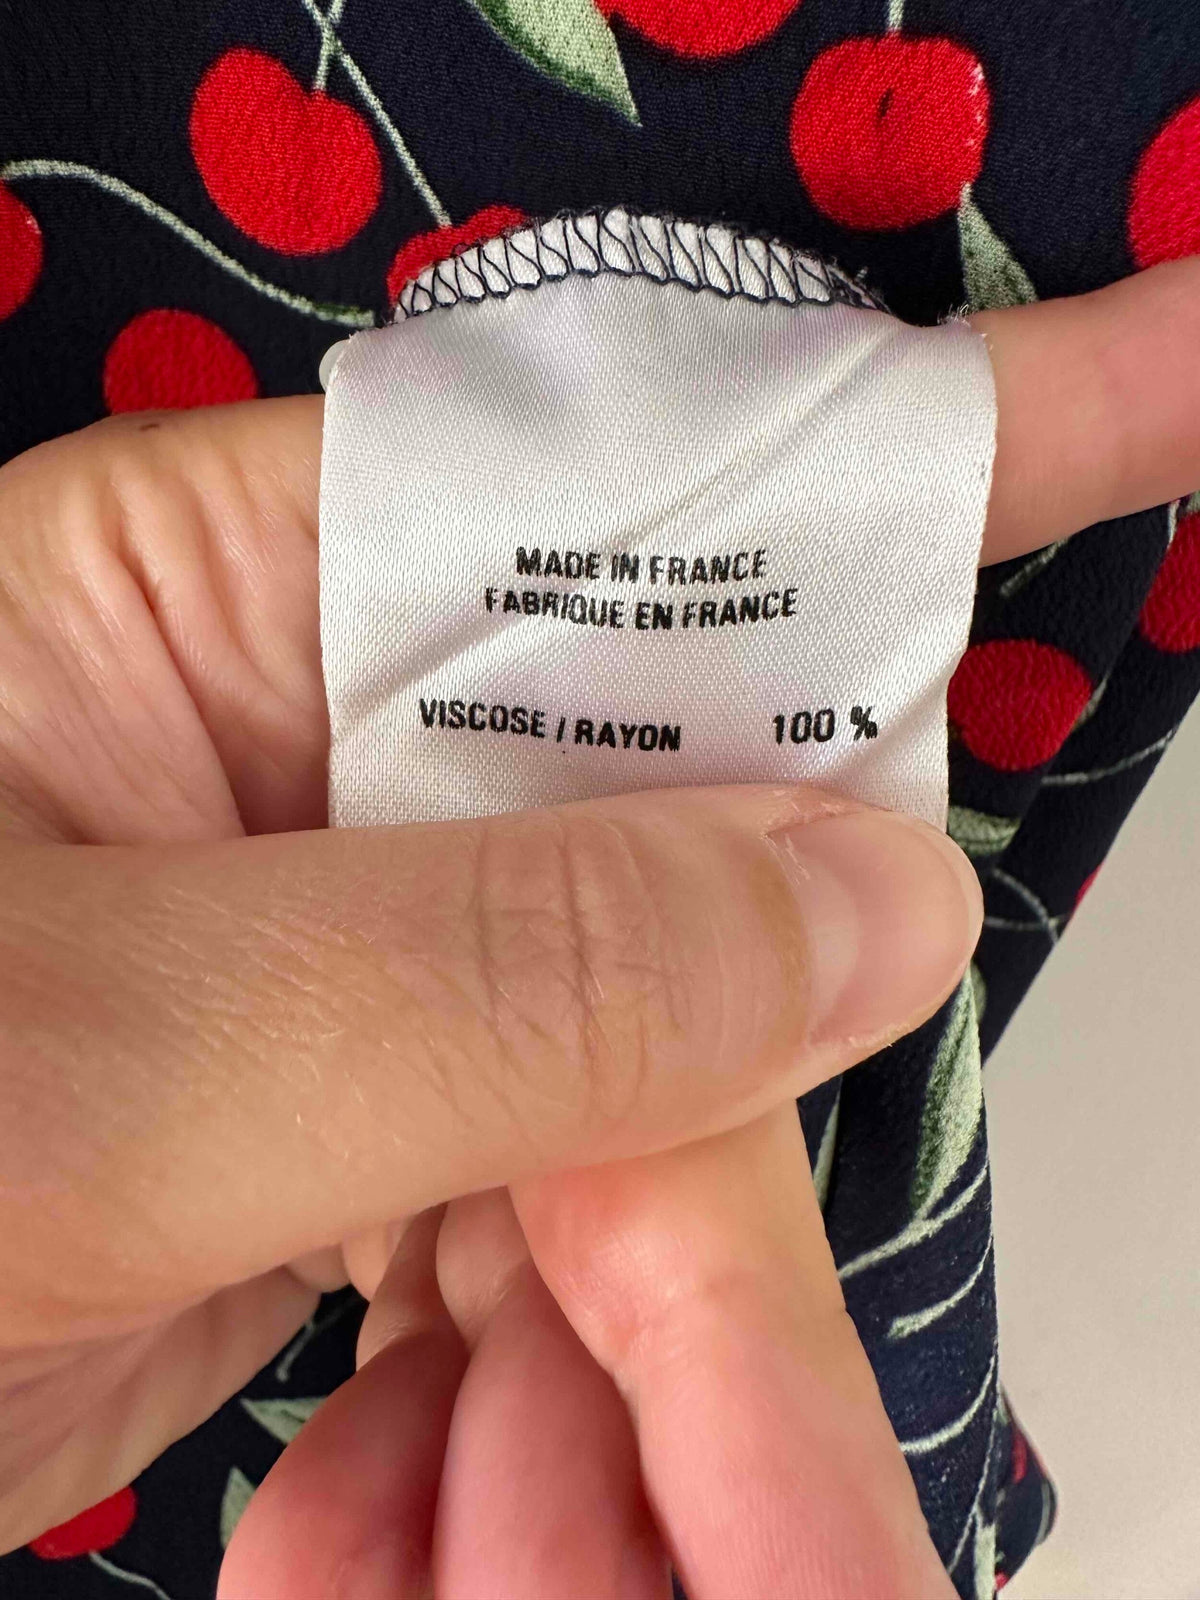 MADE IN FRANCE
FABRIQUE EN FRANCE
VISCOSE / RAYON 100 %